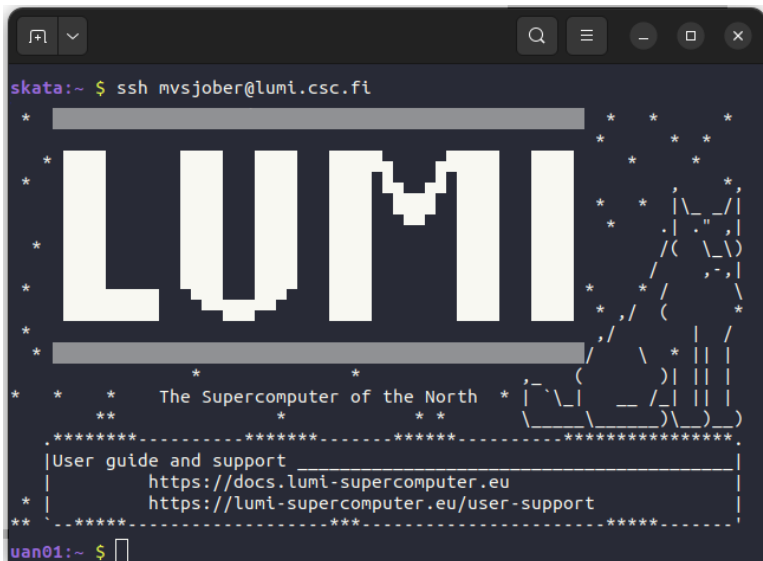 skata:~ $ ssh mvsjober@lumi.csc.fi
LUMI
The Supercomputer of the North
User guide and support
https://docs.lumi-supercomputer.eu
https://lumi-supercomputer.eu/user-support
uan01:~ $